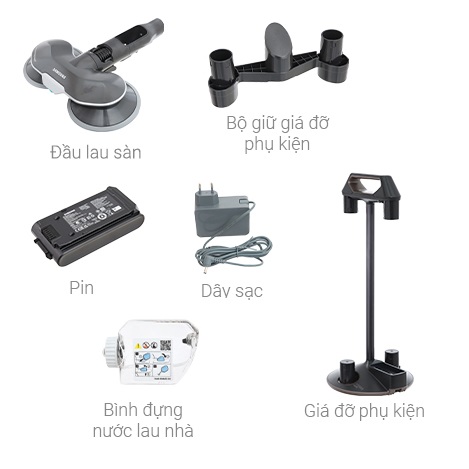 SAMSUNG
Đầu lau sàn
Bộ giữ giá đỡ
phụ kiện
Pin
Dây sạc
Bình đựng
nước lau nhà
Giá đỡ phụ kiện